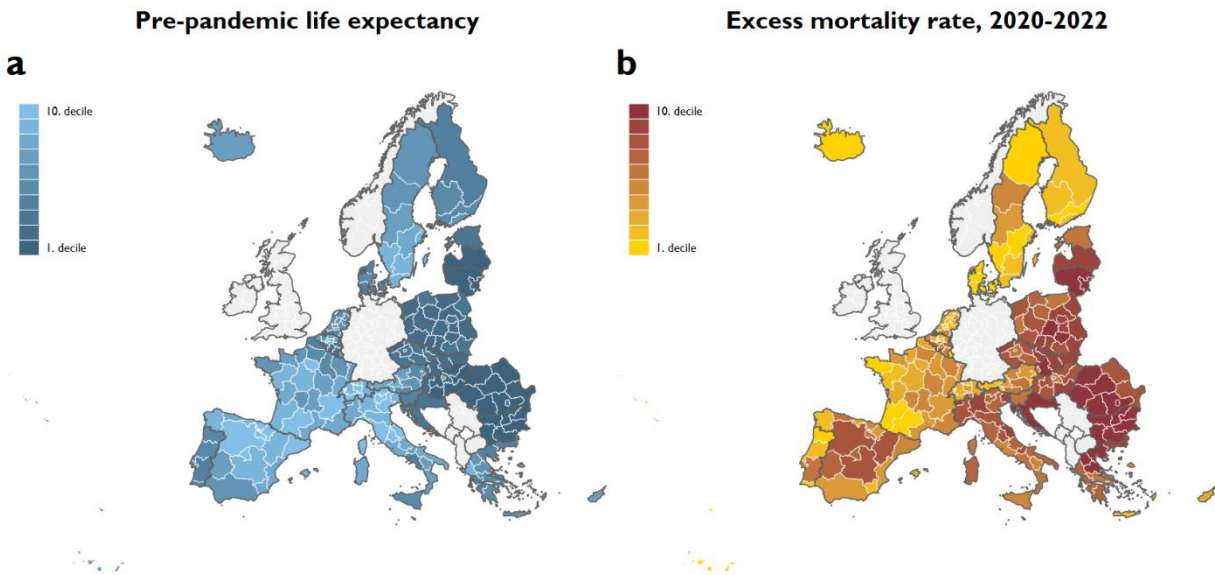 Pre-pandemic life expectancy
Excess mortality rate, 2020-2022
a
10. decile
1. decile
b
10. decile
1. decile